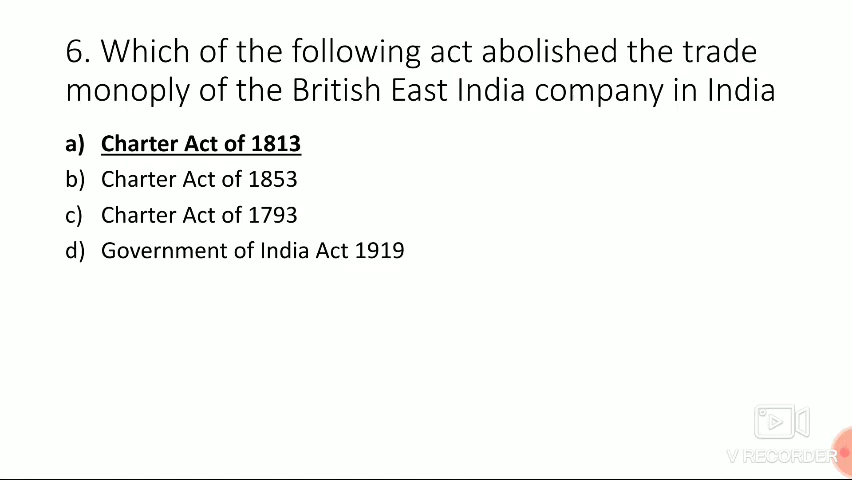 6. Which of the following act abolished the trade
monoply of the British East India company in India
a) Charter Act of 1813
b) Charter Act of 1853
c) Charter Act of 1793
d) Government of India Act 1919
V RECORDER